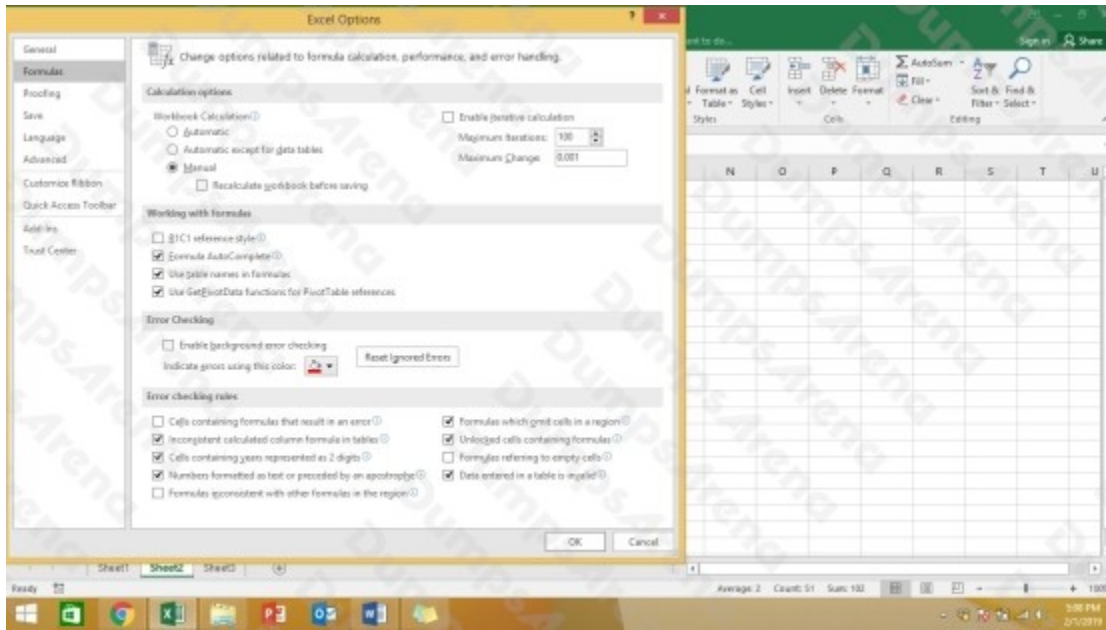 Excel Options
?
General
Formulas
Proofing
Save
Language
Advanced
Customize Ribbon
Quick Access Toolbar
Add-Ins
Trust Center
Change options related to formula calculation, performance, and error handling.
Calculation options
Workbook Calculation
Automatic
Automatic except for data tables
Manual
Recalculate workbook before saving
Enable iterative calculation
Maximum Iterations: 100
Maximum Change: 0.001
Working with formulas
R1C1 reference style
Formula AutoComplete
Use table names in formulas
Use GetPivotData functions for PivotTable references
Error Checking
Enable background error checking
Indicate errors using this color:
Reset Ignored Errors
Error checking rules
Cells containing formulas that result in an error
Inconsistent calculated column formula in tables
Cells containing years represented as 2 digits
Numbers formatted as text or preceded by an apostrophe
Formulas inconsistent with other formulas in the region
Formulas which omit cells in a region
Unlocked cells containing formulas
Formulas referring to empty cells
Data entered in a table is invalid
OK Cancel
Sign in Share
Format as Table
Cell Styles
Insert Delete Format
AutoSum
Fill
Clear
Sort & Filter
Find & Select
Styles Cells Editing
N O P Q R S T U
Sheet1 Sheet2 Sheet3
Ready
Average: 2 Count: 51 Sum: 102
5:08 PM
2/1/2019
DumpsArena